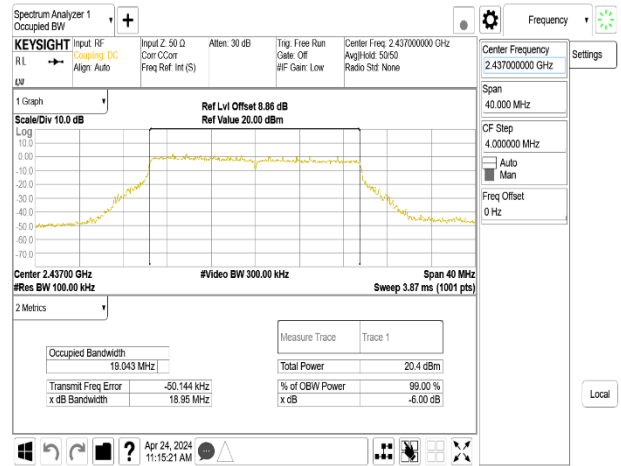 Spectrum Analyzer 1
Occupied BW
+
Frequency
KEYSIGHT
Input: RF
Coupling: DC
Align: Auto
Input Z: 50 Ω
Corr CCorr
Freq Ref: Int (S)
Atten: 30 dB
Trig: Free Run
Gate: Off
#IF Gain: Low
Center Freq: 2.437000000 GHz
Avg|Hold: 50/50
Radio Std: None
RL
Center Frequency
2.437000000 GHz
Settings
Span
40.000 MHz
CF Step
4.000000 MHz
Auto
Man
Freq Offset
0 Hz
Local
1 Graph
Scale/Div 10.0 dB
Ref Lvl Offset 8.86 dB
Ref Value 20.00 dBm
Log
10.0
0.00
-10.0
-20.0
-30.0
-40.0
-50.0
-60.0
-70.0
Center 2.43700 GHz
#Video BW 300.00 kHz
Span 40 MHz
#Res BW 100.00 kHz
Sweep 3.87 ms (1001 pts)
2 Metrics
Measure Trace
Trace 1
Occupied Bandwidth
19.043 MHz
Total Power
20.4 dBm
Transmit Freq Error
-50.144 kHz
% of OBW Power
99.00 %
x dB Bandwidth
18.95 MHz
x dB
-6.00 dB
?
Apr 24, 2024
11:15:21 AM